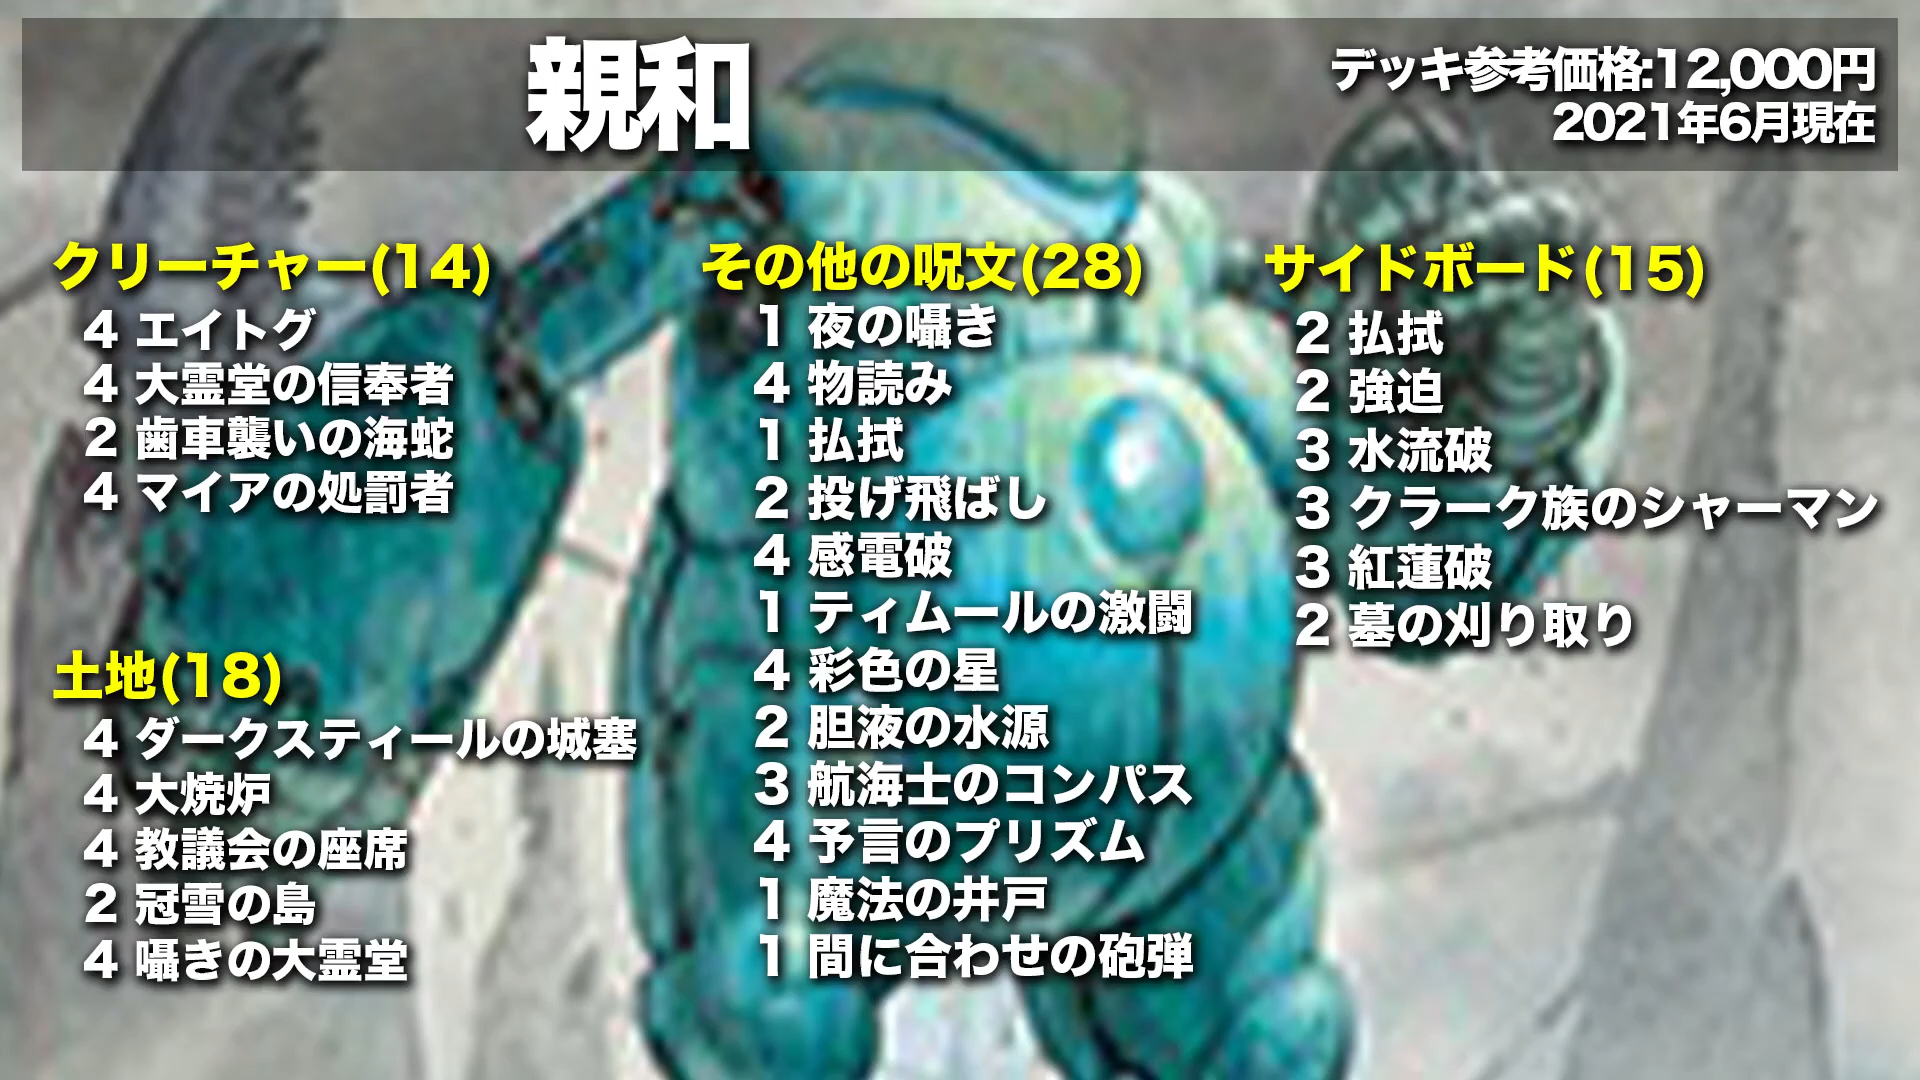 親和
デッキ参考価格:12,000円
2021年6月現在
クリーチャー(14)
4 エイトグ
4 大霊堂の信奉者
2 歯車襲いの海蛇
4 マイアの処罰者
土地(18)
4 ダークスティールの城塞
4 大焼炉
4 教議会の座席
2 冠雪の島
4 囁きの大霊堂
その他の呪文(28)
1 夜の囁き
4 物読み
1 払拭
2 投げ飛ばし
4 感電破
1 ティムールの激闘
4 彩色の星
2 胆液の水源
3 航海士のコンパス
4 予言のプリズム
1 魔法の井戸
1 間に合わせの砲弾
サイドボード(15)
2 払拭
2 強迫
3 水流破
3 クラーク族のシャーマン
3 紅蓮破
2 墓の刈り取り